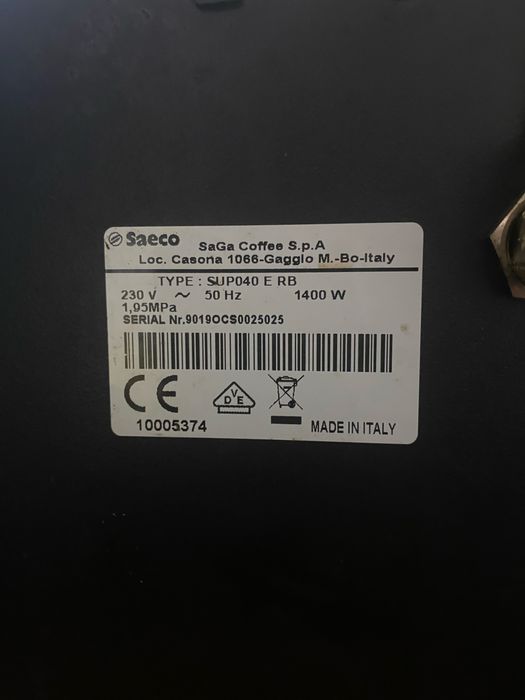 Saeco
SaGa Coffee S.p.A
Loc. Casona 1066-Gaggio M.-Bo-Italy
TYPE : SUP040 E RB
230 V ~ 50 Hz 1400 W
1,95MPa
SERIAL Nr.9019OCS0025025
CE
VDE
10005374
MADE IN ITALY